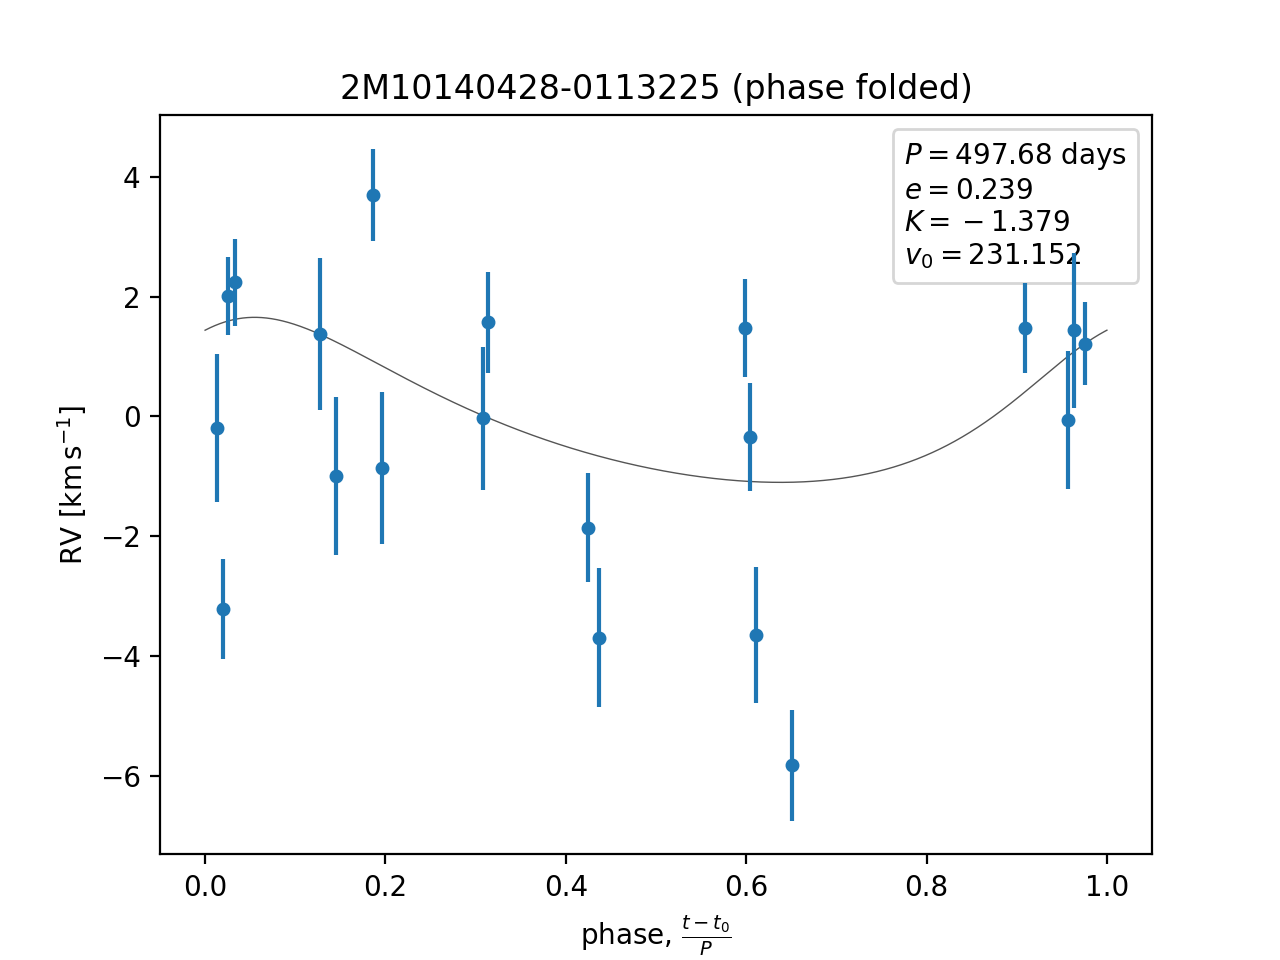 2M10140428-0113225 (phase folded)
P = 497.68 days
e = 0.239
K = −1.379
v₀ = 231.152
4
2
0
−2
−4
−6
RV [km s⁻¹]
0.0 0.2 0.4 0.6 0.8 1.0
phase, (t − t₀)/P